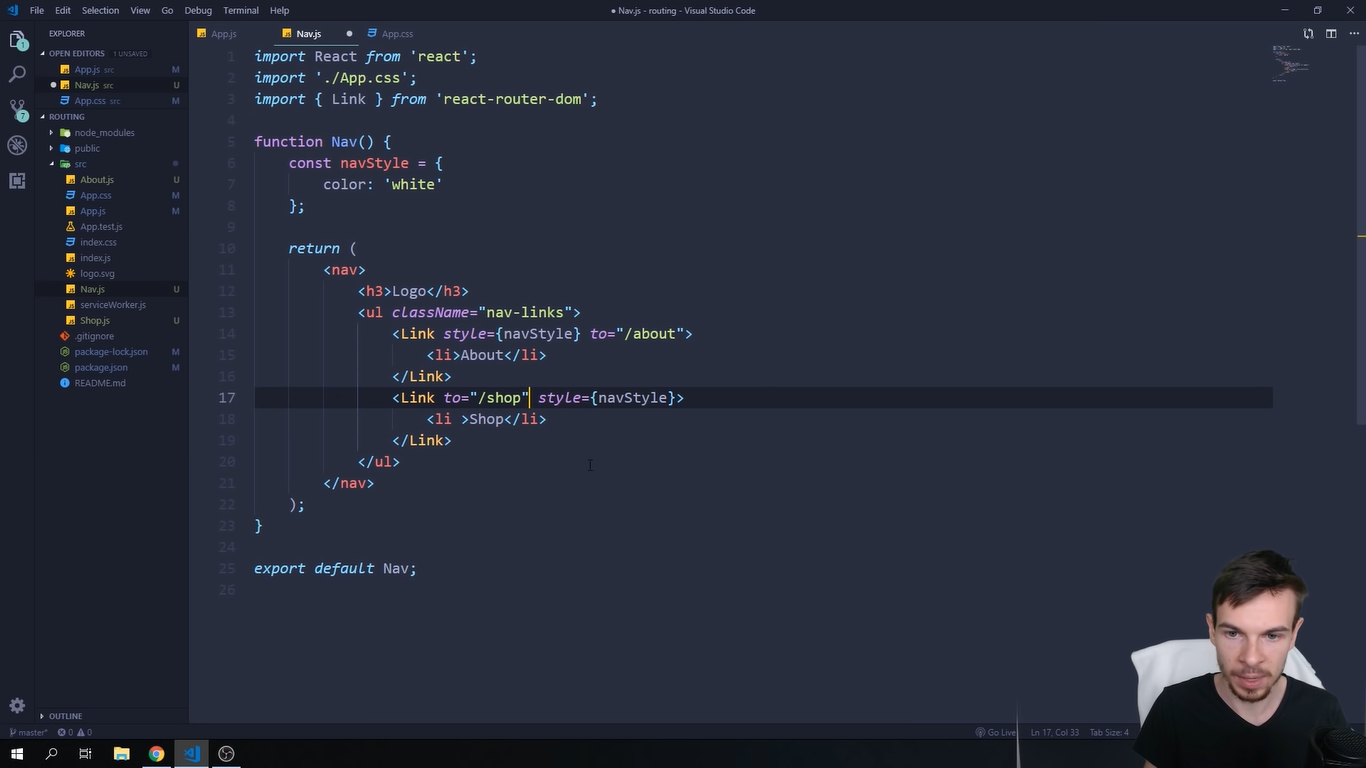 File Edit Selection View Go Debug Terminal Help
● Nav.js - routing - Visual Studio Code
EXPLORER
OPEN EDITORS 1 UNSAVED
App.js src M
Nav.js src U
App.css src M
ROUTING
node_modules
public
src
About.js U
App.css M
App.js M
App.test.js
index.css
index.js
logo.svg
Nav.js U
serviceWorker.js
Shop.js U
.gitignore
package-lock.json
package.json
README.md
OUTLINE
1
7
App.js Nav.js App.css
1 import React from 'react';
2 import './App.css';
3 import { Link } from 'react-router-dom';
4
5 function Nav() {
6 const navStyle = {
7 color: 'white'
8 };
9
10 return (
11 <nav>
12 <h3>Logo</h3>
13 <ul className="nav-links">
14 <Link style={navStyle} to="/about">
15 <li>About</li>
16 </Link>
17 <Link to="/shop" style={navStyle}>
18 <li >Shop</li>
19 </Link>
20 </ul>
21 </nav>
22 );
23 }
24
25 export default Nav;
26
master* 0 0
Go Live Ln 17, Col 33 Tab Size: 4